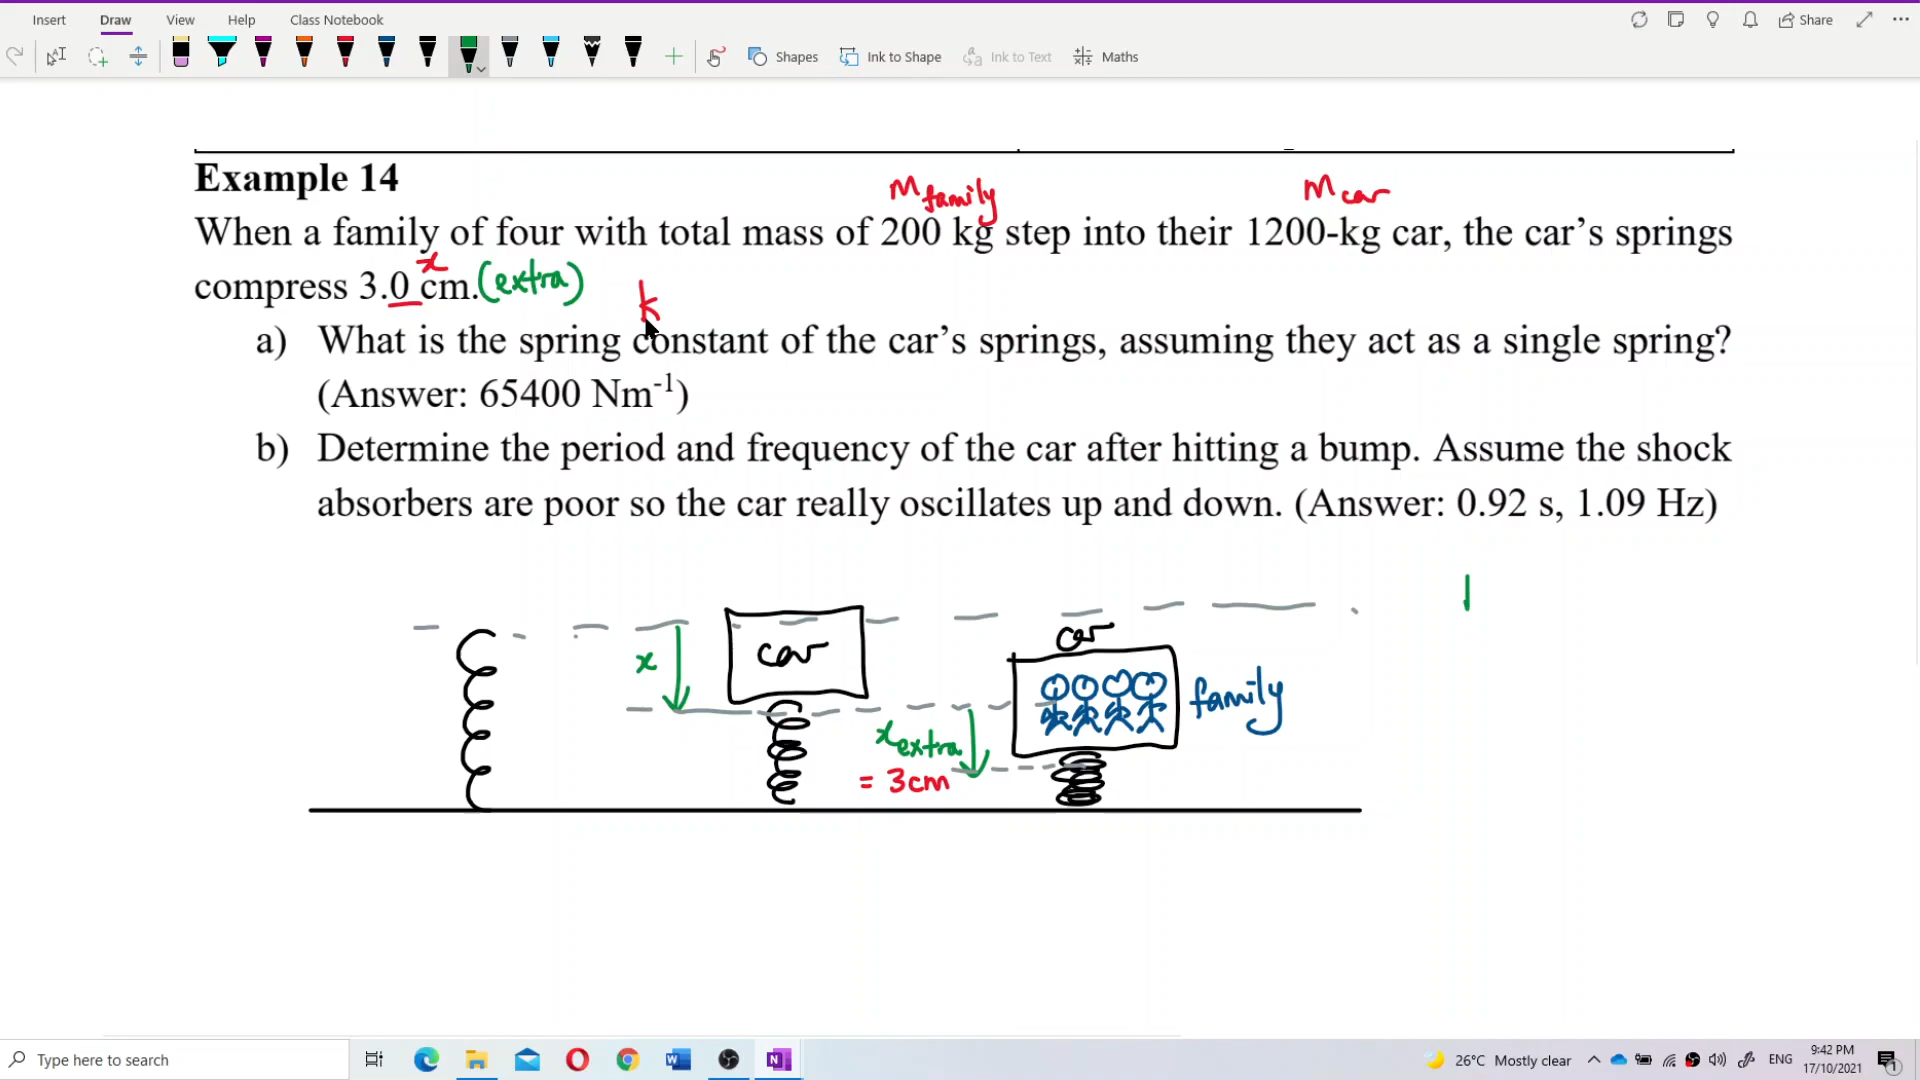 Insert Draw View Help Class Notebook Share
Shapes Ink to Shape Ink to Text Maths
Example 14
m family m car
When a family of four with total mass of 200 kg step into their 1200-kg car, the car’s springs
x
compress 3.0 cm. (extra)
k
a) What is the spring constant of the car’s springs, assuming they act as a single spring?
(Answer: 65400 Nm⁻¹)
b) Determine the period and frequency of the car after hitting a bump. Assume the shock
absorbers are poor so the car really oscillates up and down. (Answer: 0.92 s, 1.09 Hz)
car
x car
family
x extra
= 3cm
Type here to search 26°C Mostly clear ENG 9:42 PM
17/10/2021
1